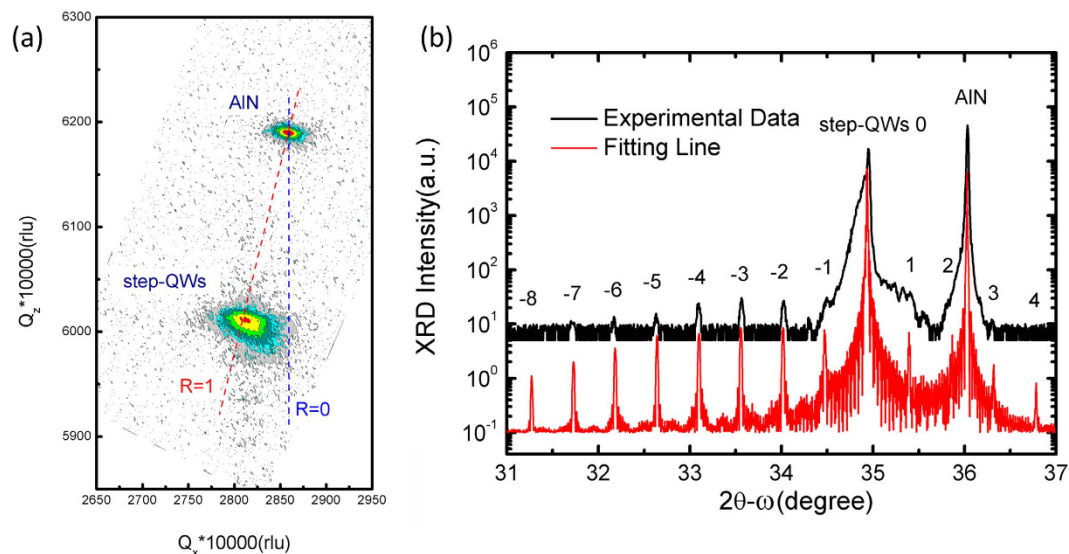 (a)
6300
6200
6100
6000
5900
Q_z*10000(rlu)
AlN
step-QWs
R=1
R=0
2650 2700 2750 2800 2850 2900 2950
Q_x*10000(rlu)
(b)
10^6
10^5
10^4
10^3
10^2
10^1
10^0
10^-1
XRD Intensity(a.u.)
Experimental Data
Fitting Line
step-QWs 0
AlN
-8 -7 -6 -5 -4 -3 -2 -1 1 2 3 4
31 32 33 34 35 36 37
2θ-ω(degree)